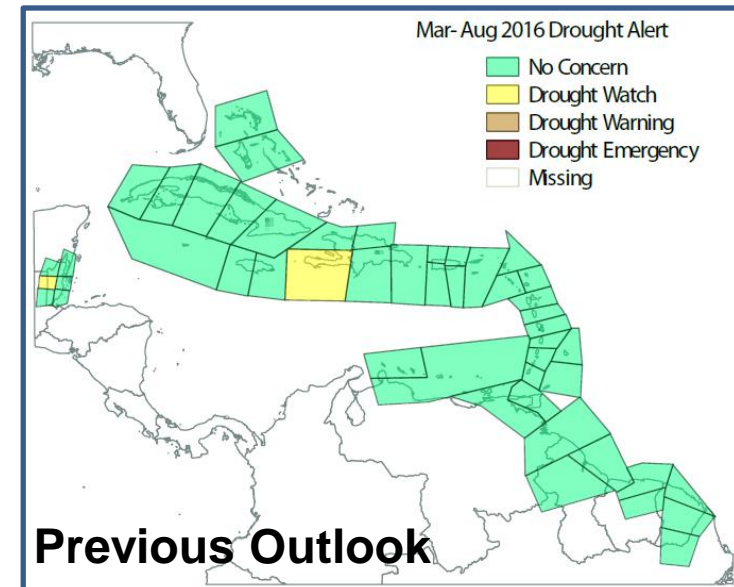 Mar- Aug 2016 Drought Alert
No Concern
Drought Watch
Drought Warning
Drought Emergency
Missing
Previous Outlook